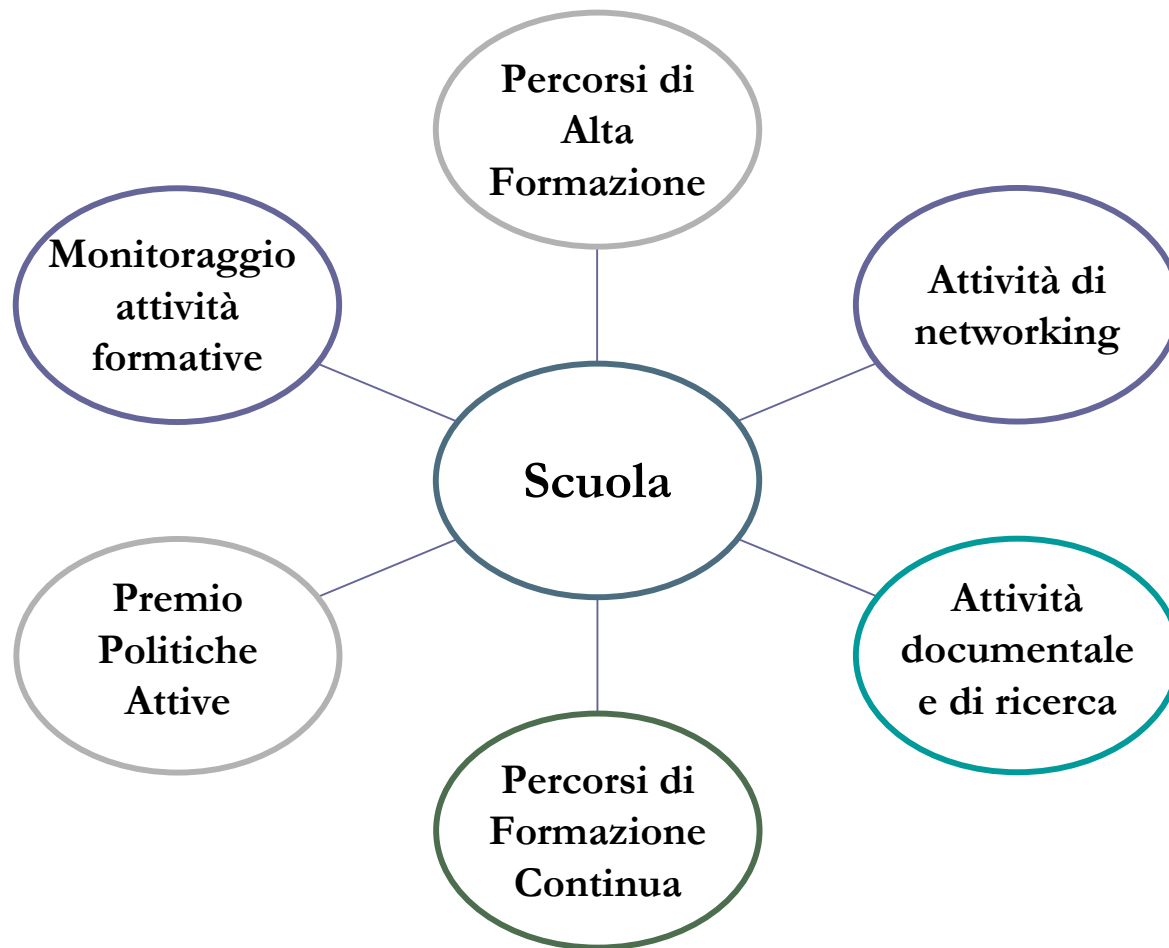 Percorsi di
Alta
Formazione
Monitoraggio
attività
formative
Attività di
networking
Scuola
Premio
Politiche
Attive
Attività
documentale
e di ricerca
Percorsi di
Formazione
Continua